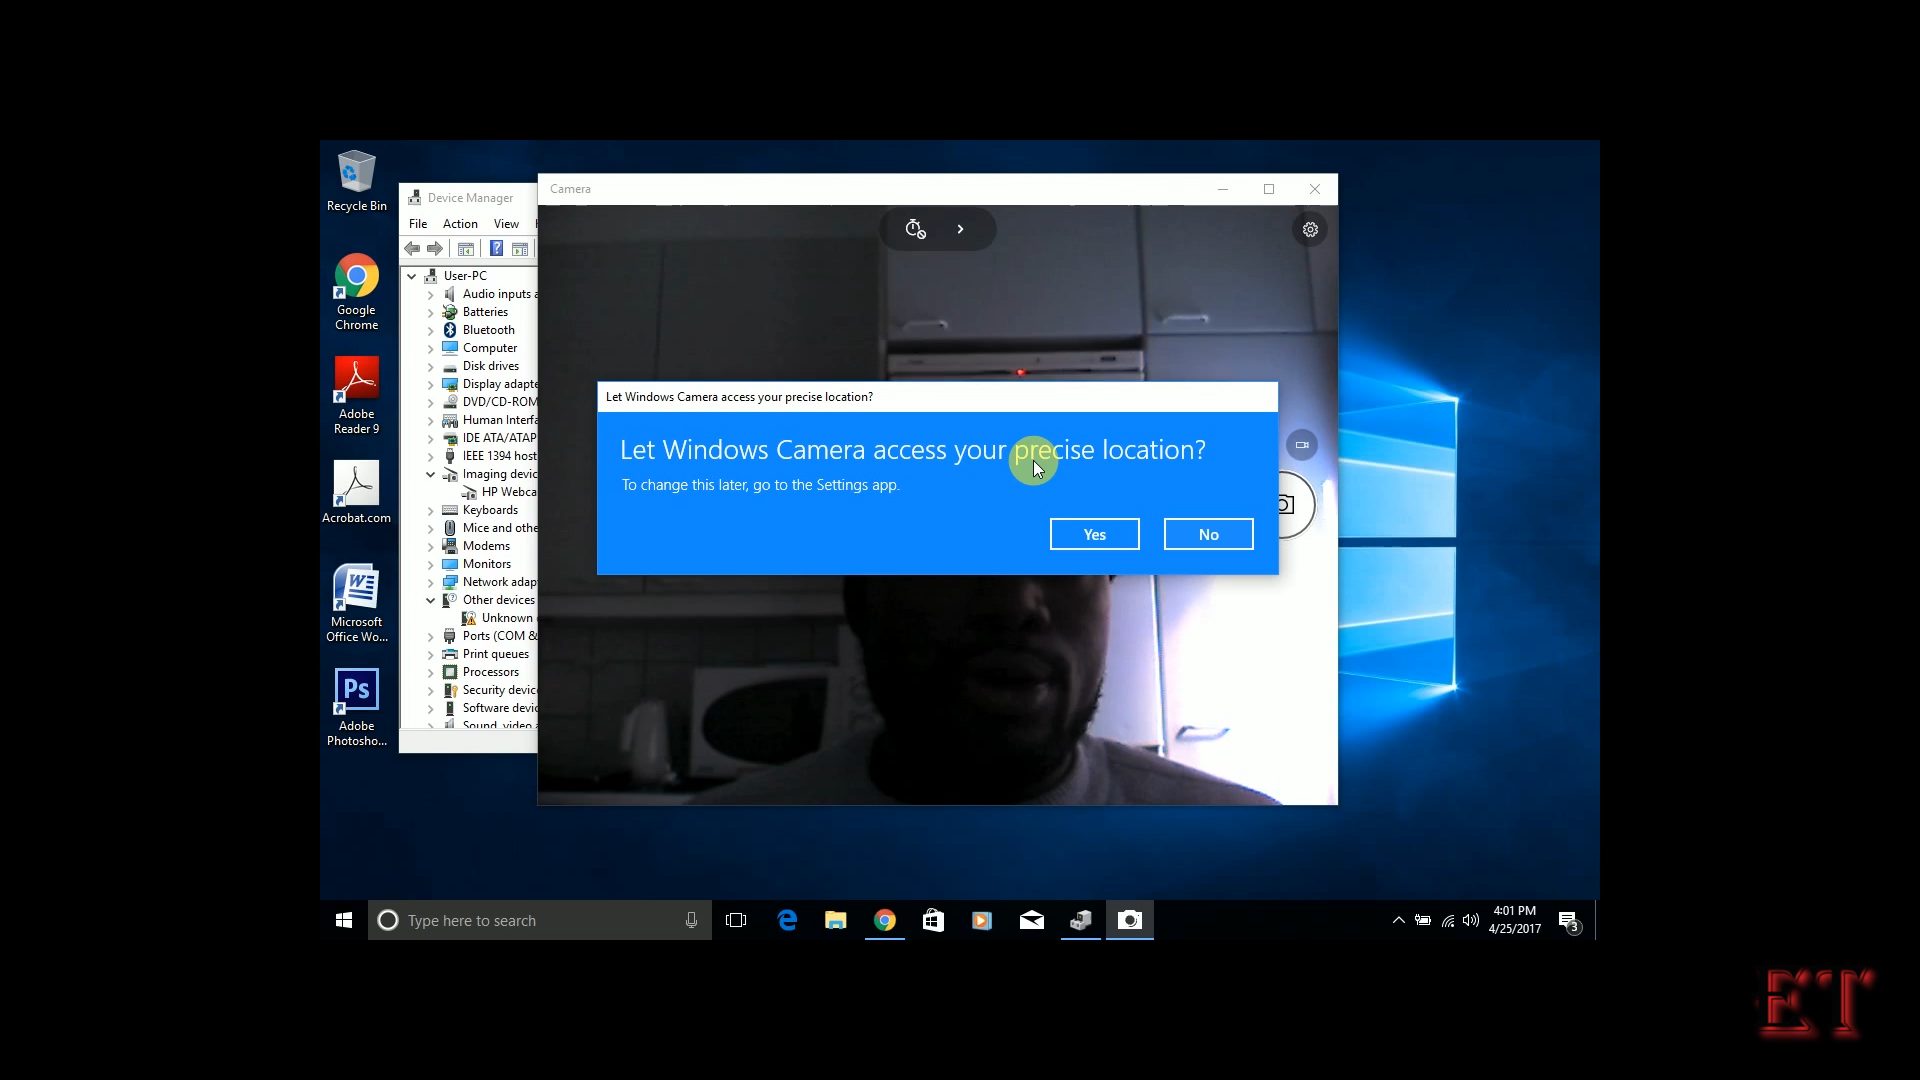 Recycle Bin
Google
Chrome
Adobe
Reader 9
Acrobat.com
Microsoft
Office Wo...
Ps
Adobe
Photosho...
Device Manager
File Action View
User-PC
Audio inputs
Batteries
Bluetooth
Computer
Disk drives
Display adapte
DVD/CD-ROM
Human Interfa
IDE ATA/ATAP
IEEE 1394 host
Imaging devic
HP Webca
Keyboards
Mice and othe
Modems
Monitors
Network adap
Other devices
Unknown
Ports (COM &
Print queues
Processors
Security devic
Software devic
Sound, video
Camera
Let Windows Camera access your precise location?
Let Windows Camera access your precise location?
To change this later, go to the Settings app.
Yes No
Type here to search
4:01 PM
4/25/2017
3
ET